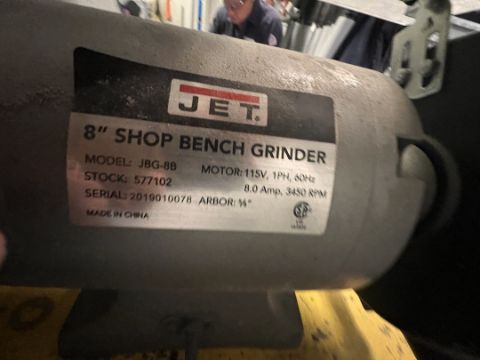 JET.
8" SHOP BENCH GRINDER
MODEL: JBG-8B MOTOR: 115V, 1PH, 60Hz
STOCK: 577102 8.0 Amp, 3450 RPM
SERIAL: 2019010078 ARBOR: ⅝"
MADE IN CHINA